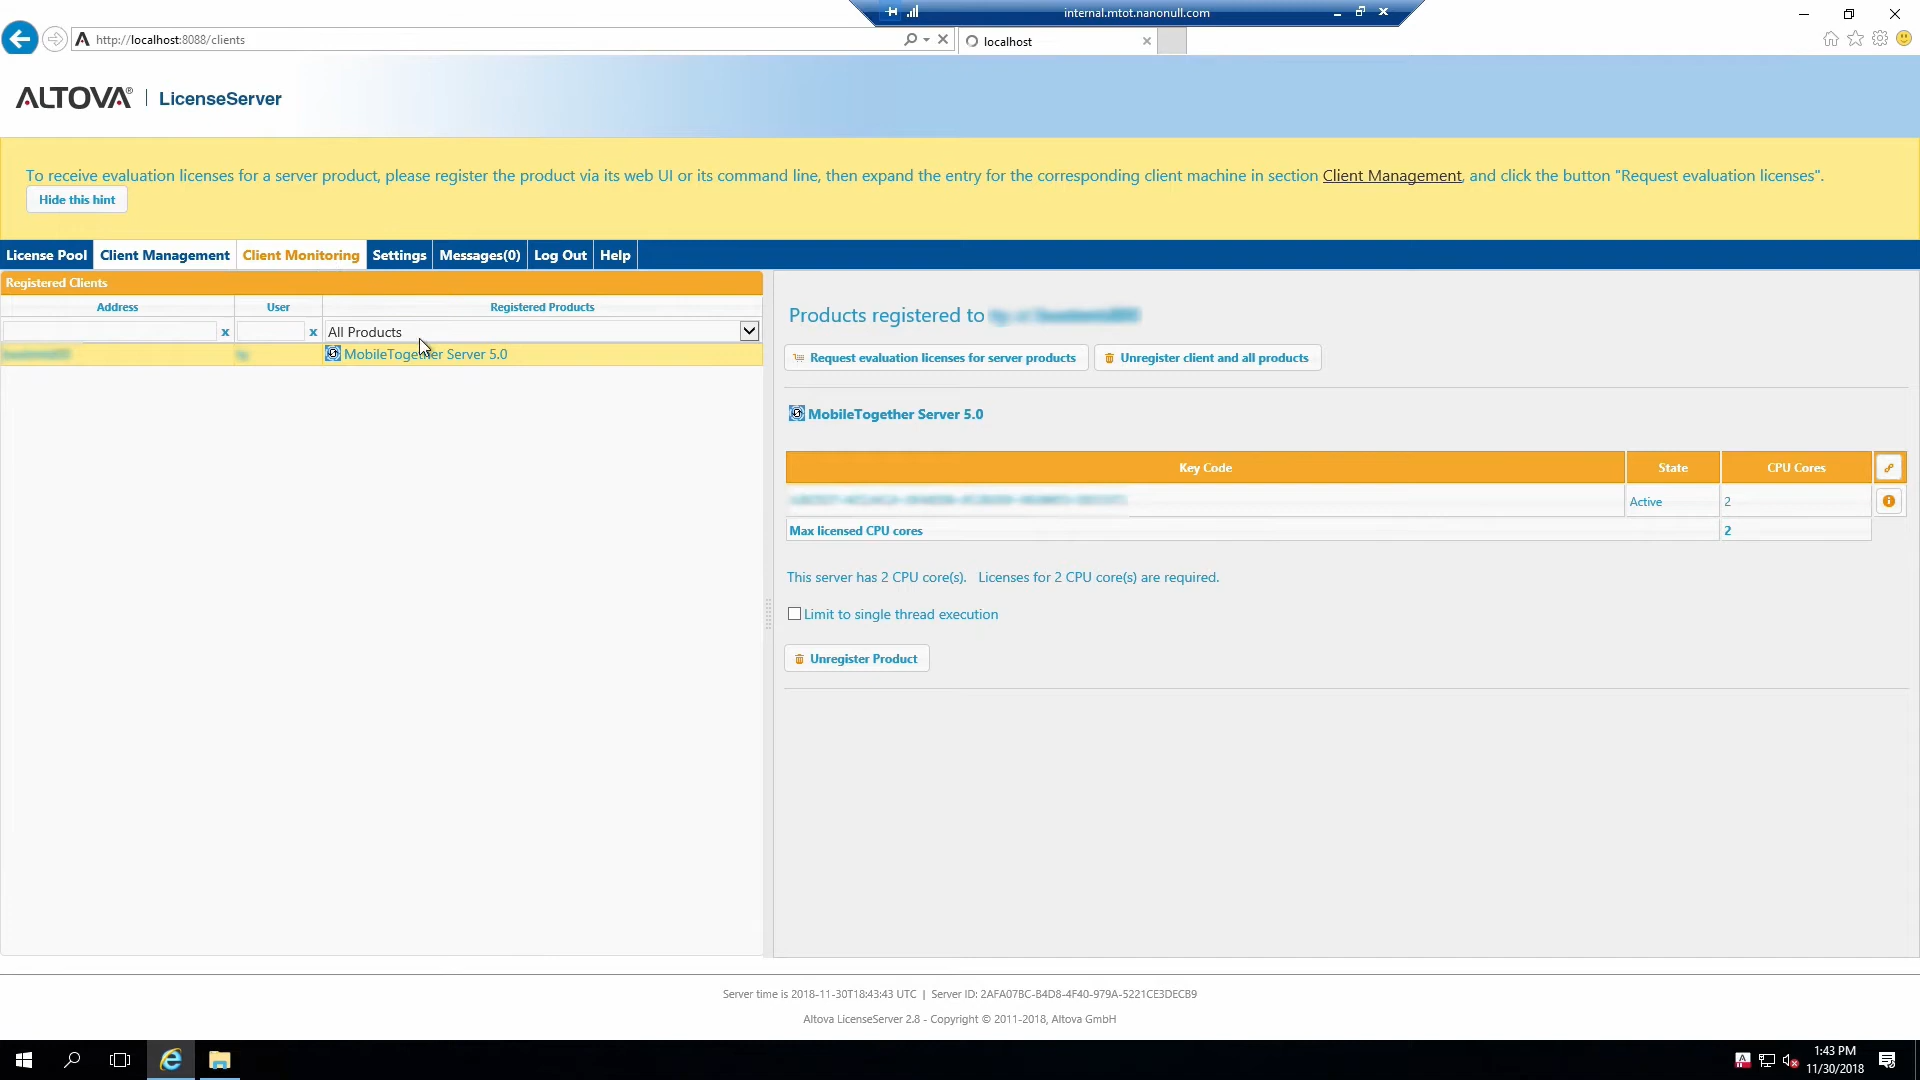 internal.mtot.nanonull.com
http://localhost:8088/clients
localhost
ALTOVA® | LicenseServer
To receive evaluation licenses for a server product, please register the product via its web UI or its command line, then expand the entry for the corresponding client machine in section Client Management, and click the button "Request evaluation licenses".
Hide this hint
License Pool Client Management Client Monitoring Settings Messages(0) Log Out Help
Registered Clients
Address User Registered Products
x x All Products
MobileTogether Server 5.0
Products registered to
Request evaluation licenses for server products Unregister client and all products
MobileTogether Server 5.0
Key Code State CPU Cores
Active 2
Max licensed CPU cores 2
This server has 2 CPU core(s). Licenses for 2 CPU core(s) are required.
Limit to single thread execution
Unregister Product
Server time is 2018-11-30T18:43:43 UTC | Server ID: 2AFA07BC-B4D8-4F40-979A-5221CE3DECB9
Altova LicenseServer 2.8 - Copyright © 2011-2018, Altova GmbH
1:43 PM
11/30/2018